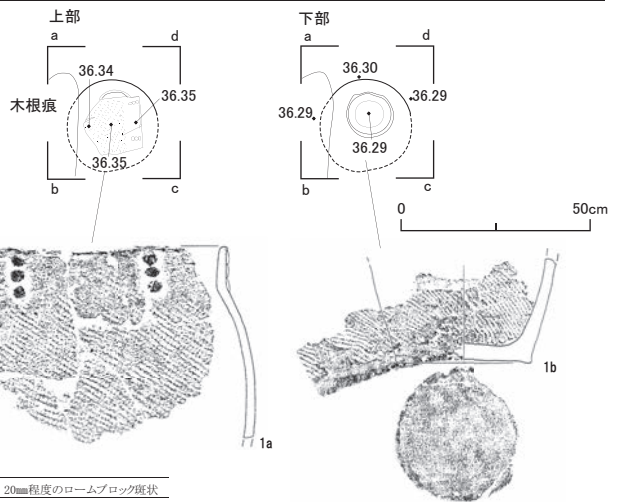 上部
a
d
36.34
36.35
木根痕
36.35
b
c
下部
a
d
36.30
36.29
36.29
36.29
b
c
0
50cm
1a
1b
20mm程度のロームブロック斑状